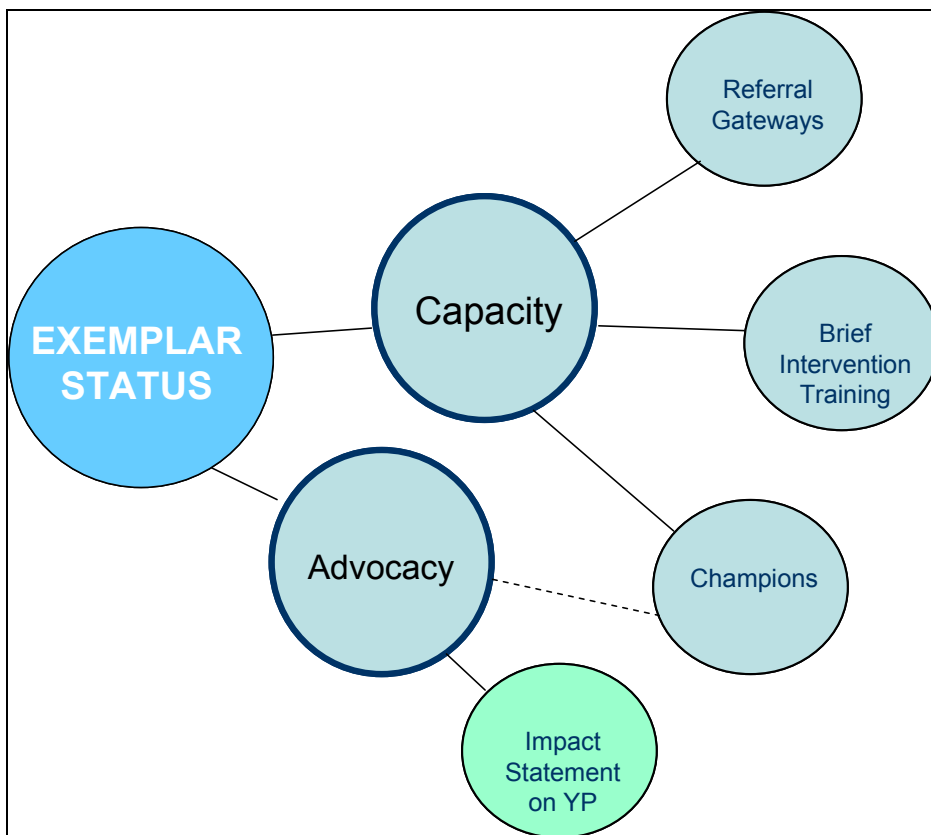 Referral
Gateways
Capacity
EXEMPLAR
STATUS
Brief
Intervention
Training
Advocacy
Champions
Impact
Statement
on YP